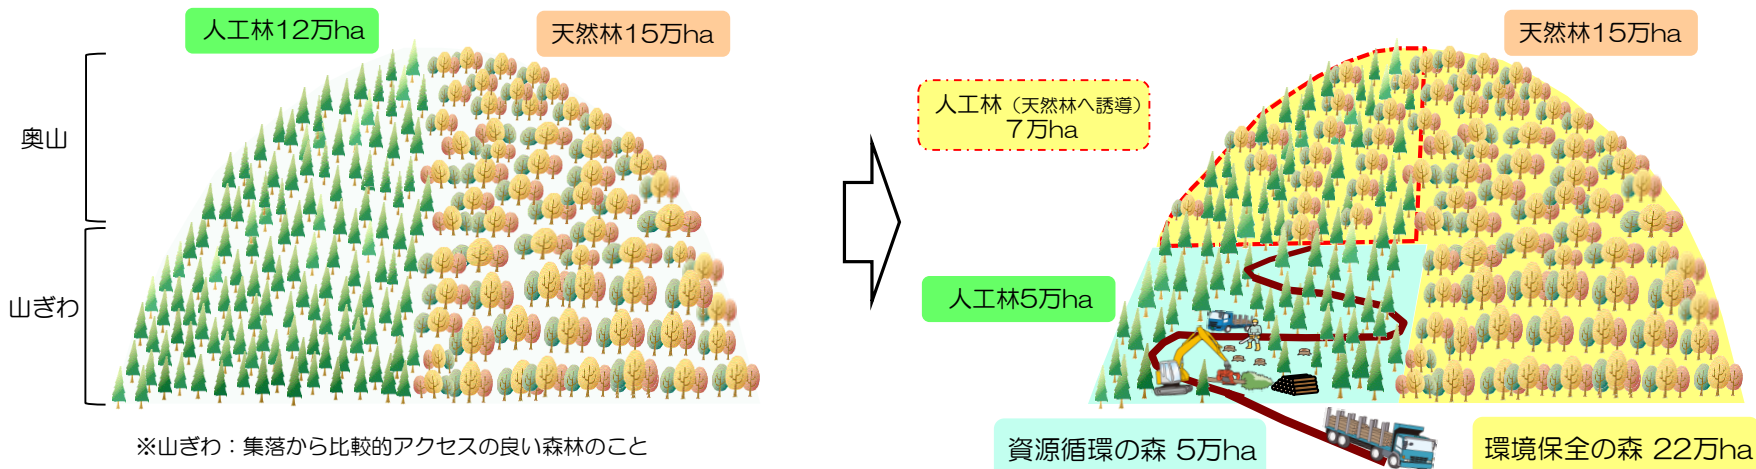 人工林12万ha
天然林15万ha
奥山
山ぎわ
※山ぎわ：集落から比較的アクセスの良い森林のこと
天然林15万ha
人工林（天然林へ誘導）
７万ha
人工林5万ha
資源循環の森 5万ha
環境保全の森 22万ha